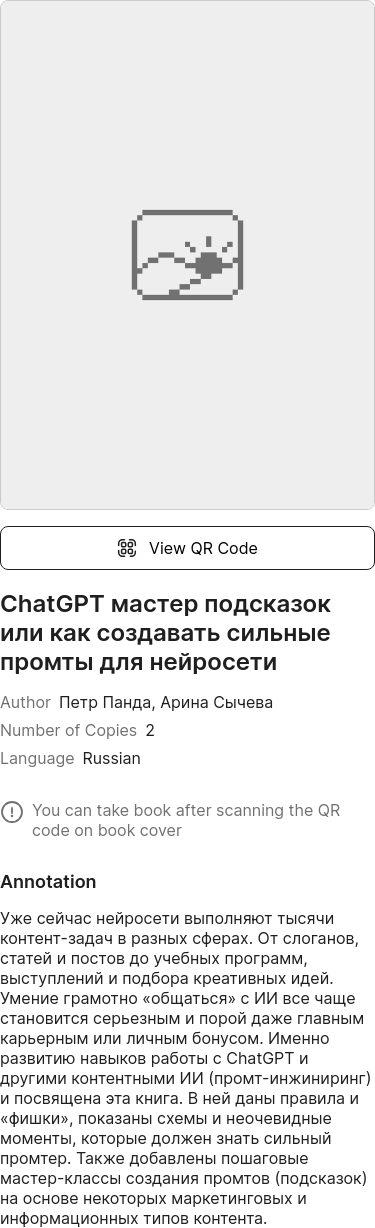 View QR Code
ChatGPT мастер подсказок
или как создавать сильные
промты для нейросети
Author Петр Панда, Арина Сычева
Number of Copies 2
Language Russian
You can take book after scanning the QR
code on book cover
Annotation
Уже сейчас нейросети выполняют тысячи
контент-задач в разных сферах. От слоганов,
статей и постов до учебных программ,
выступлений и подбора креативных идей.
Умение грамотно «общаться» с ИИ все чаще
становится серьезным и порой даже главным
карьерным или личным бонусом. Именно
развитию навыков работы с ChatGPT и
другими контентными ИИ (промт-инжиниринг)
и посвящена эта книга. В ней даны правила и
«фишки», показаны схемы и неочевидные
моменты, которые должен знать сильный
промтер. Также добавлены пошаговые
мастер-классы создания промтов (подсказок)
на основе некоторых маркетинговых и
информационных типов контента.